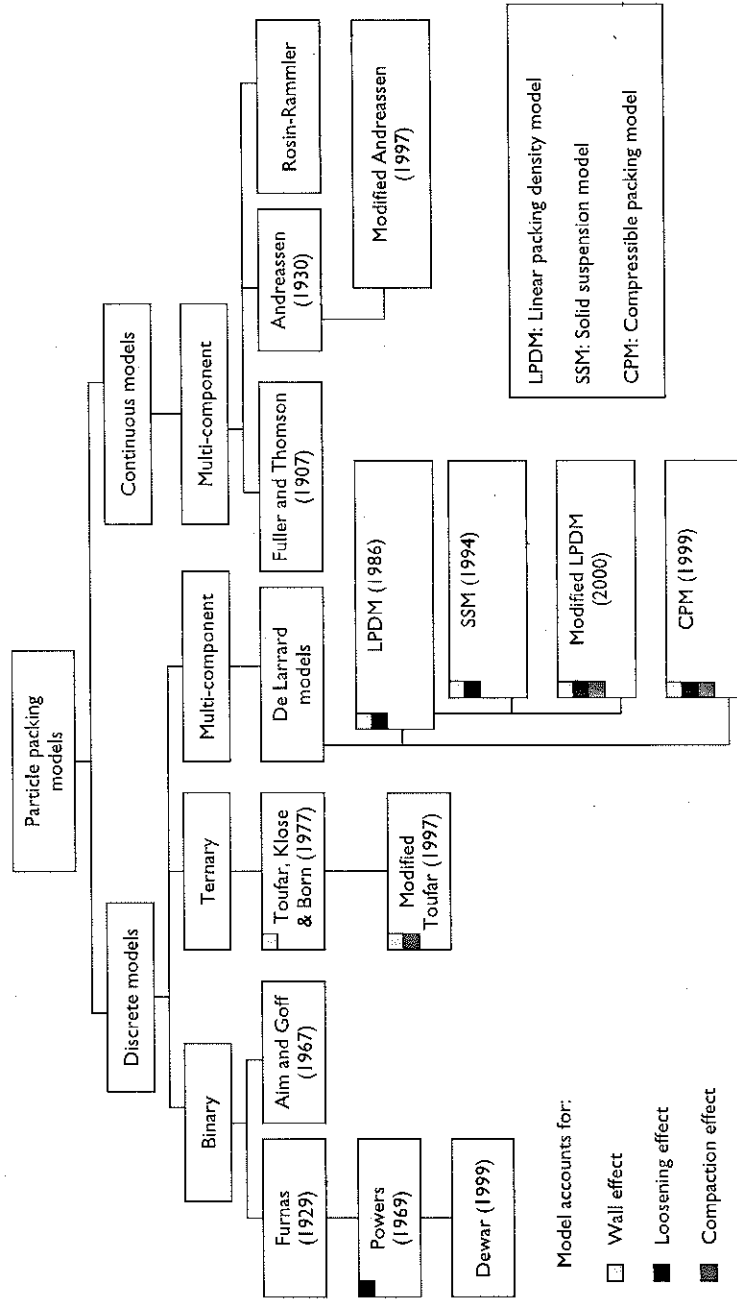 Particle packing
models
Discrete models
Continuous models
Binary
Ternary
Multi-component
Multi-component
Furnas
(1929)
Aim and Goff
(1967)
Toufar, Klose
& Born (1977)
De Larrard
models
Fuller and Thomson
(1907)
Andreassen
(1930)
Rosin-Rammler
Powers
(1969)
Modified
Toufar (1997)
LPDM (1986)
Modified Andreassen
(1997)
Dewar (1999)
SSM (1994)
Modified LPDM
(2000)
CPM (1999)
Model accounts for:
Wall effect
Loosening effect
Compaction effect
LPDM: Linear packing density model
SSM: Solid suspension model
CPM: Compressible packing model